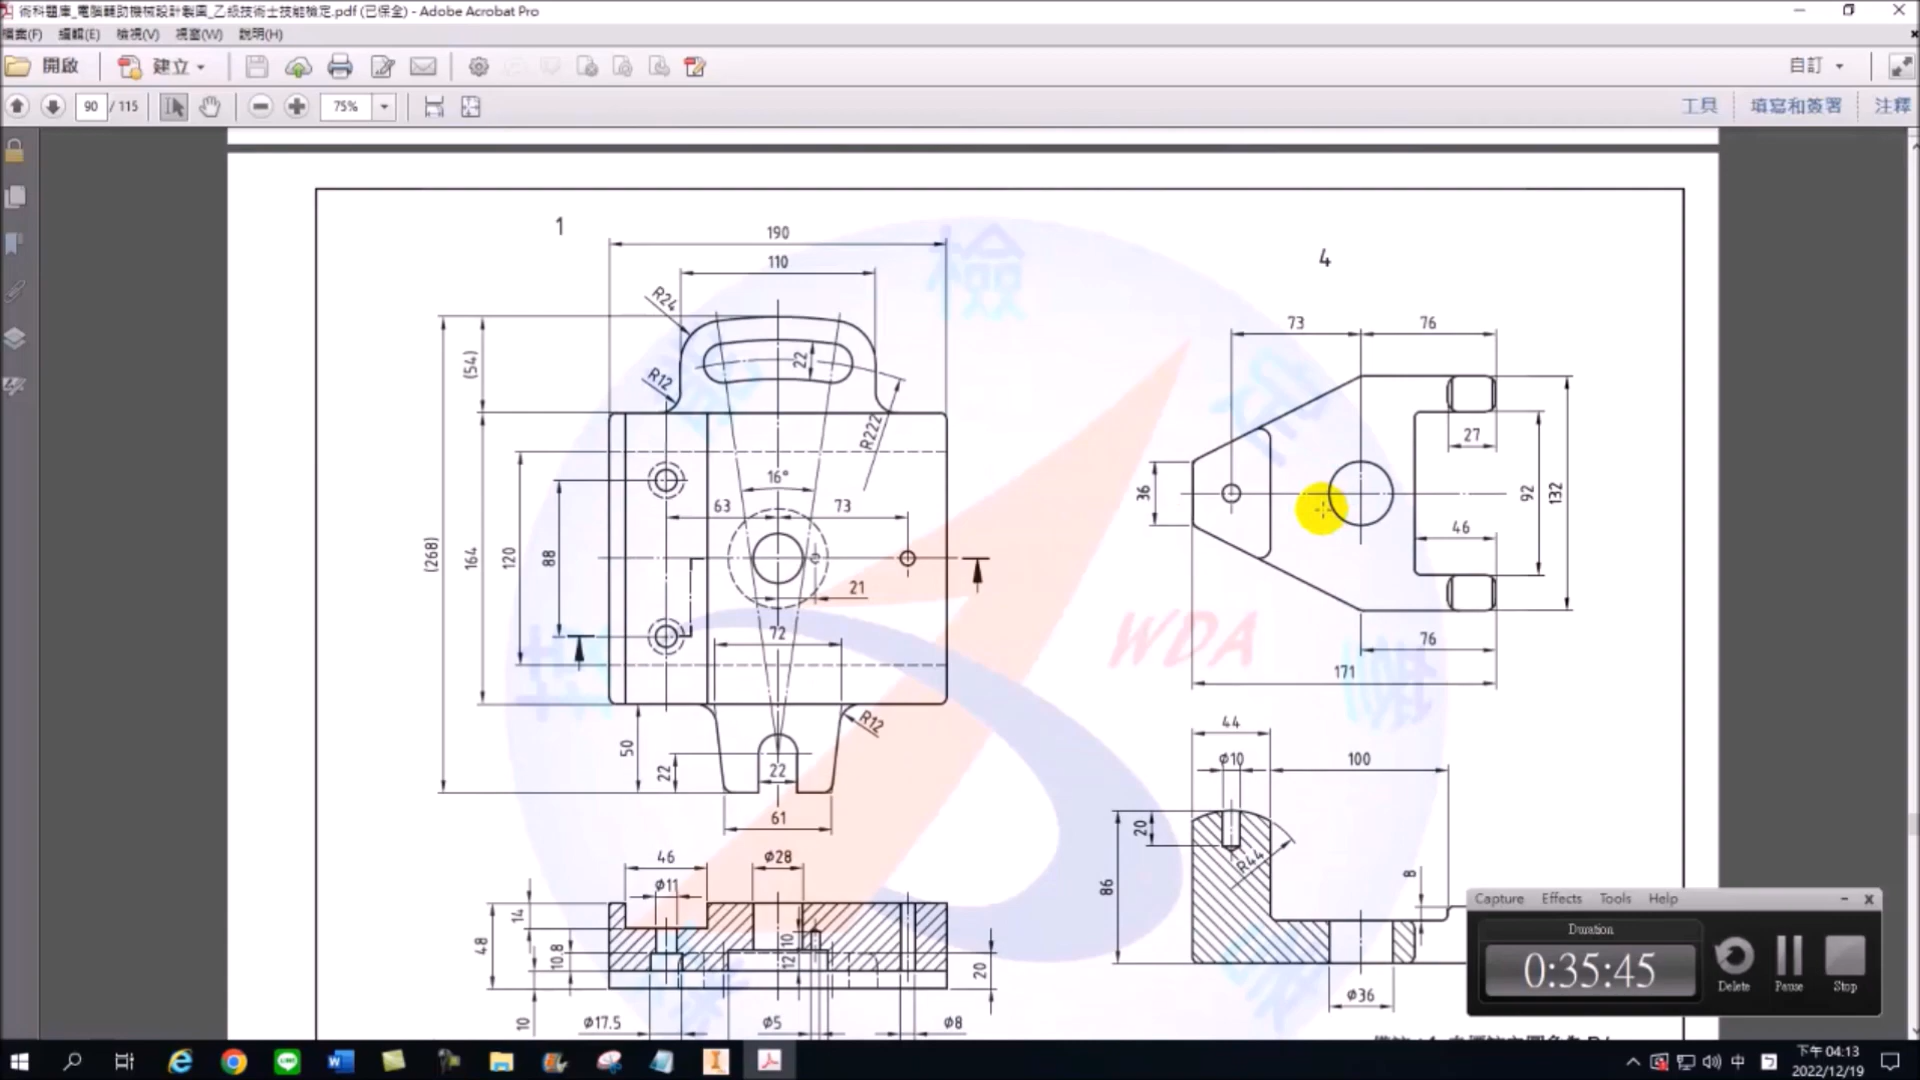 術科題庫_電腦輔助機械設計製圖_乙級技術士技能檢定.pdf (已保全) - Adobe Acrobat Pro
檔案(F) 編輯(E) 檢視(V) 視窗(W) 說明(H)
開啟 建立 自訂
90 / 115 75% 工具 填寫和簽署 注釋
1
190
110
R24
(54)
22
R12
R222
16°
63 73
(268)
164
120
88
21
72
R12
50
22
22
61
46
Ø28
Ø11
14
48
10.8
10
12
20
10
Ø17.5
Ø5
Ø8
4
73 76
27
36
92
132
46
76
171
44
Ø10
100
20
R44
8
86
Ø36
檢
定
WDA
Capture Effects Tools Help
Duration
0:35:45
Delete Pause Stop
中
下午 04:13
2022/12/19